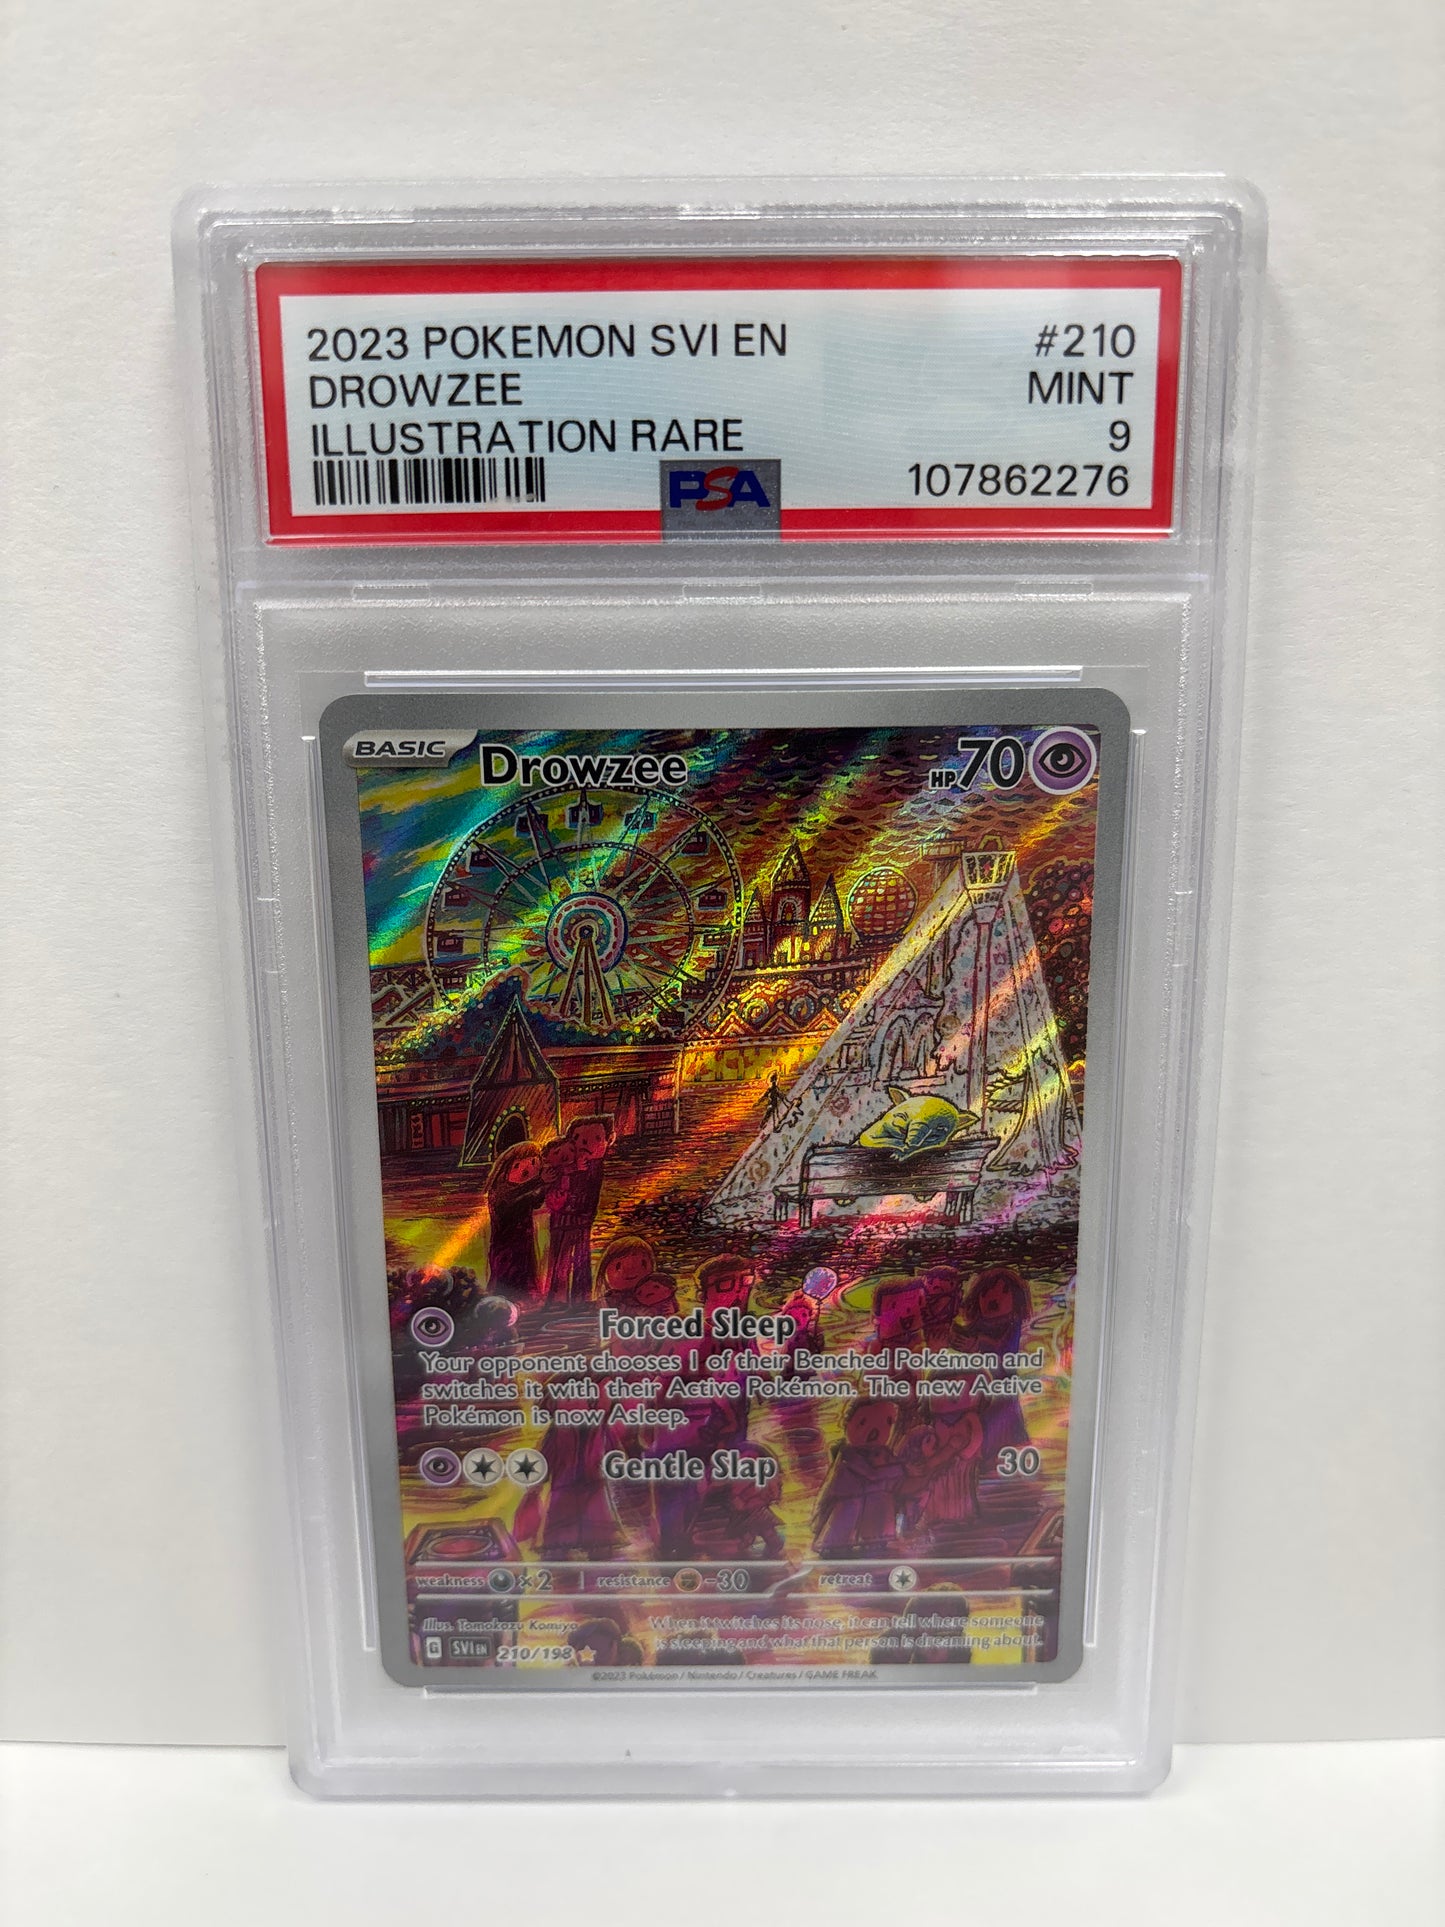 2023 POKEMON SVI EN #210
DROWZEE MINT
ILLUSTRATION RARE 9
PSA 107862276
BASIC Drowzee HP70
Forced Sleep
Your opponent chooses 1 of their Benched Pokémon and
switches it with their Active Pokémon. The new Active
Pokémon is now Asleep.
Gentle Slap 30
weakness ×2 resistance -30 retreat
Illus. Tomokazu Komiya
When it twitches its nose, it can tell where someone
is sleeping and what that person is dreaming about.
G SVI EN 210/198
©2023 Pokémon / Nintendo / Creatures / GAME FREAK